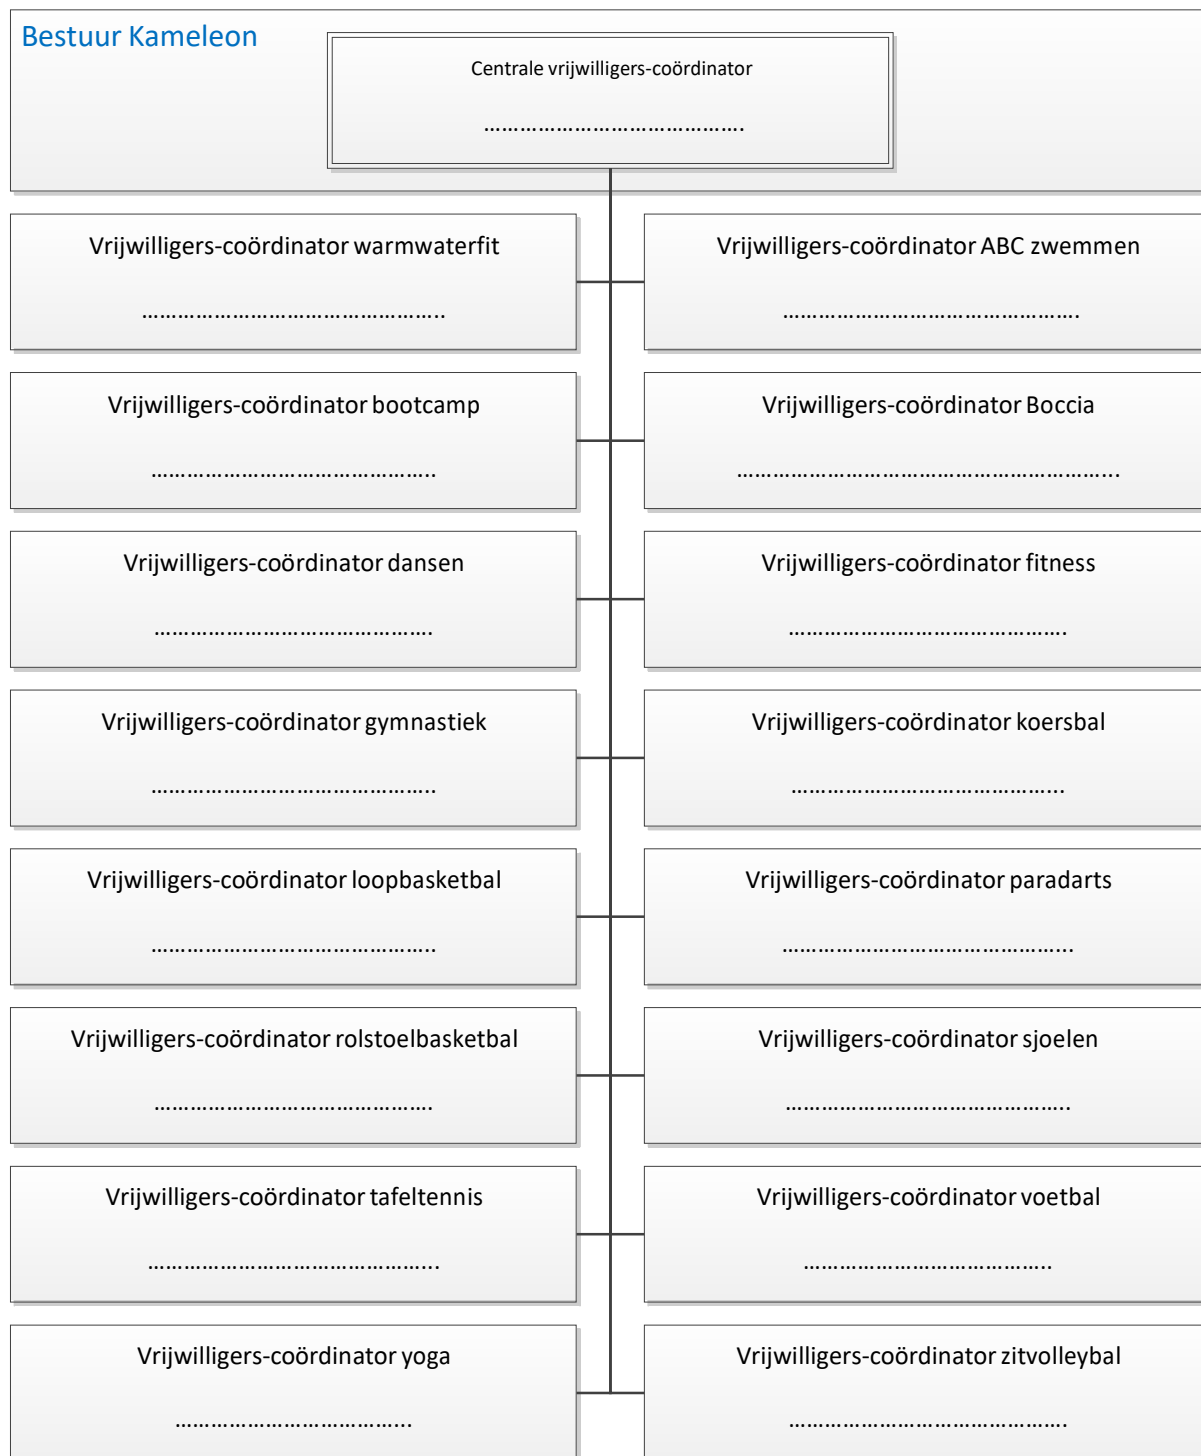 Bestuur Kameleon
Centrale vrijwilligers-coördinator
…………………………………….
Vrijwilligers-coördinator warmwaterfit
…………………………………………..
Vrijwilligers-coördinator ABC zwemmen
………………………………………….
Vrijwilligers-coördinator bootcamp
………………………………………..
Vrijwilligers-coördinator Boccia
……………………………………………………...
Vrijwilligers-coördinator dansen
……………………………………….
Vrijwilligers-coördinator fitness
……………………………………….
Vrijwilligers-coördinator gymnastiek
………………………………………..
Vrijwilligers-coördinator koersbal
……………………………………...
Vrijwilligers-coördinator loopbasketbal
………………………………………..
Vrijwilligers-coördinator paradarts
………………………………………...
Vrijwilligers-coördinator rolstoelbasketbal
……………………………………….
Vrijwilligers-coördinator sjoelen
………………………………………..
Vrijwilligers-coördinator tafeltennis
………………………………………...
Vrijwilligers-coördinator voetbal
…………………………………..
Vrijwilligers-coördinator yoga
………………………………...
Vrijwilligers-coördinator zitvolleybal
……………………………………….